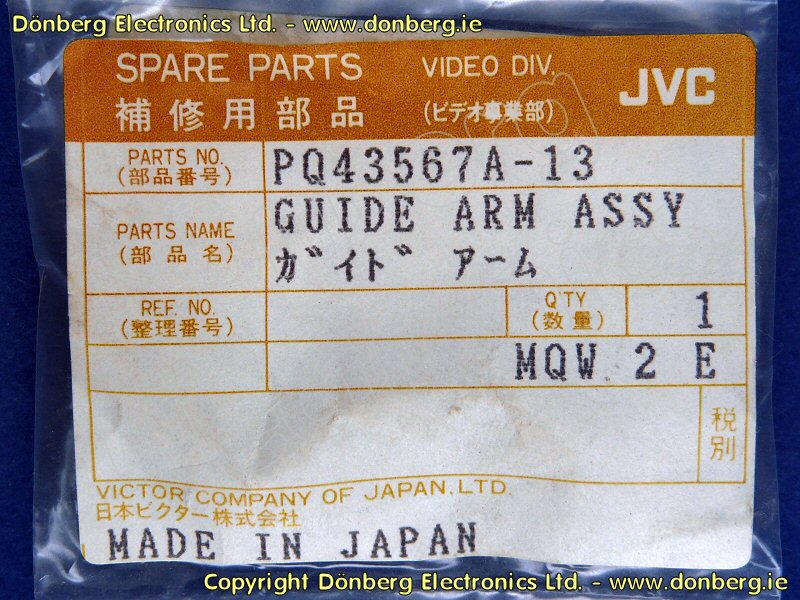 Dönberg Electronics Ltd. - www.donberg.ie
SPARE PARTS VIDEO DIV. JVC
補修用部品 (ビデオ事業部)
PARTS NO. PQ43567A-13
(部品番号)
PARTS NAME GUIDE ARM ASSY
(部品名) ガイド アーム
REF. NO. Q'TY 1
(整理番号) (数量)
MQW 2 E
税別
VICTOR COMPANY OF JAPAN, LTD.
日本ビクター株式会社
MADE IN JAPAN
Copyright Dönberg Electronics Ltd. - www.donberg.ie